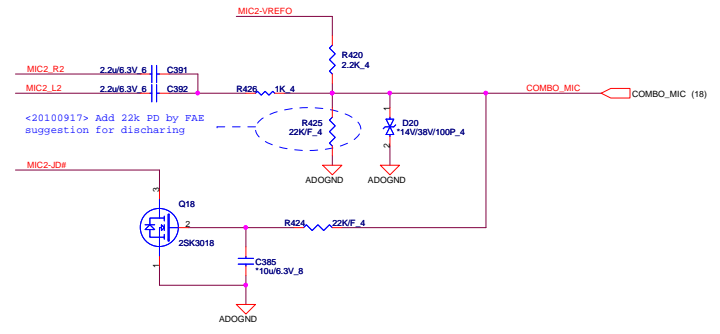 MIC2-VREFO
R420
2.2K_4
MIC2_R2
2.2u/6.3V_6
C391
MIC2_L2
2.2u/6.3V_6
C392
R426
1K_4
COMBO_MIC
COMBO_MIC (18)
<20100917> Add 22k PD by FAE
suggestion for discharing
R425
22K/F_4
1
D20
*14V/38V/100P_4
2
ADOGND
ADOGND
MIC2-JD#
3
Q18
2
R424
22K/F_4
2SK3018
1
C385
*10u/6.3V_8
ADOGND